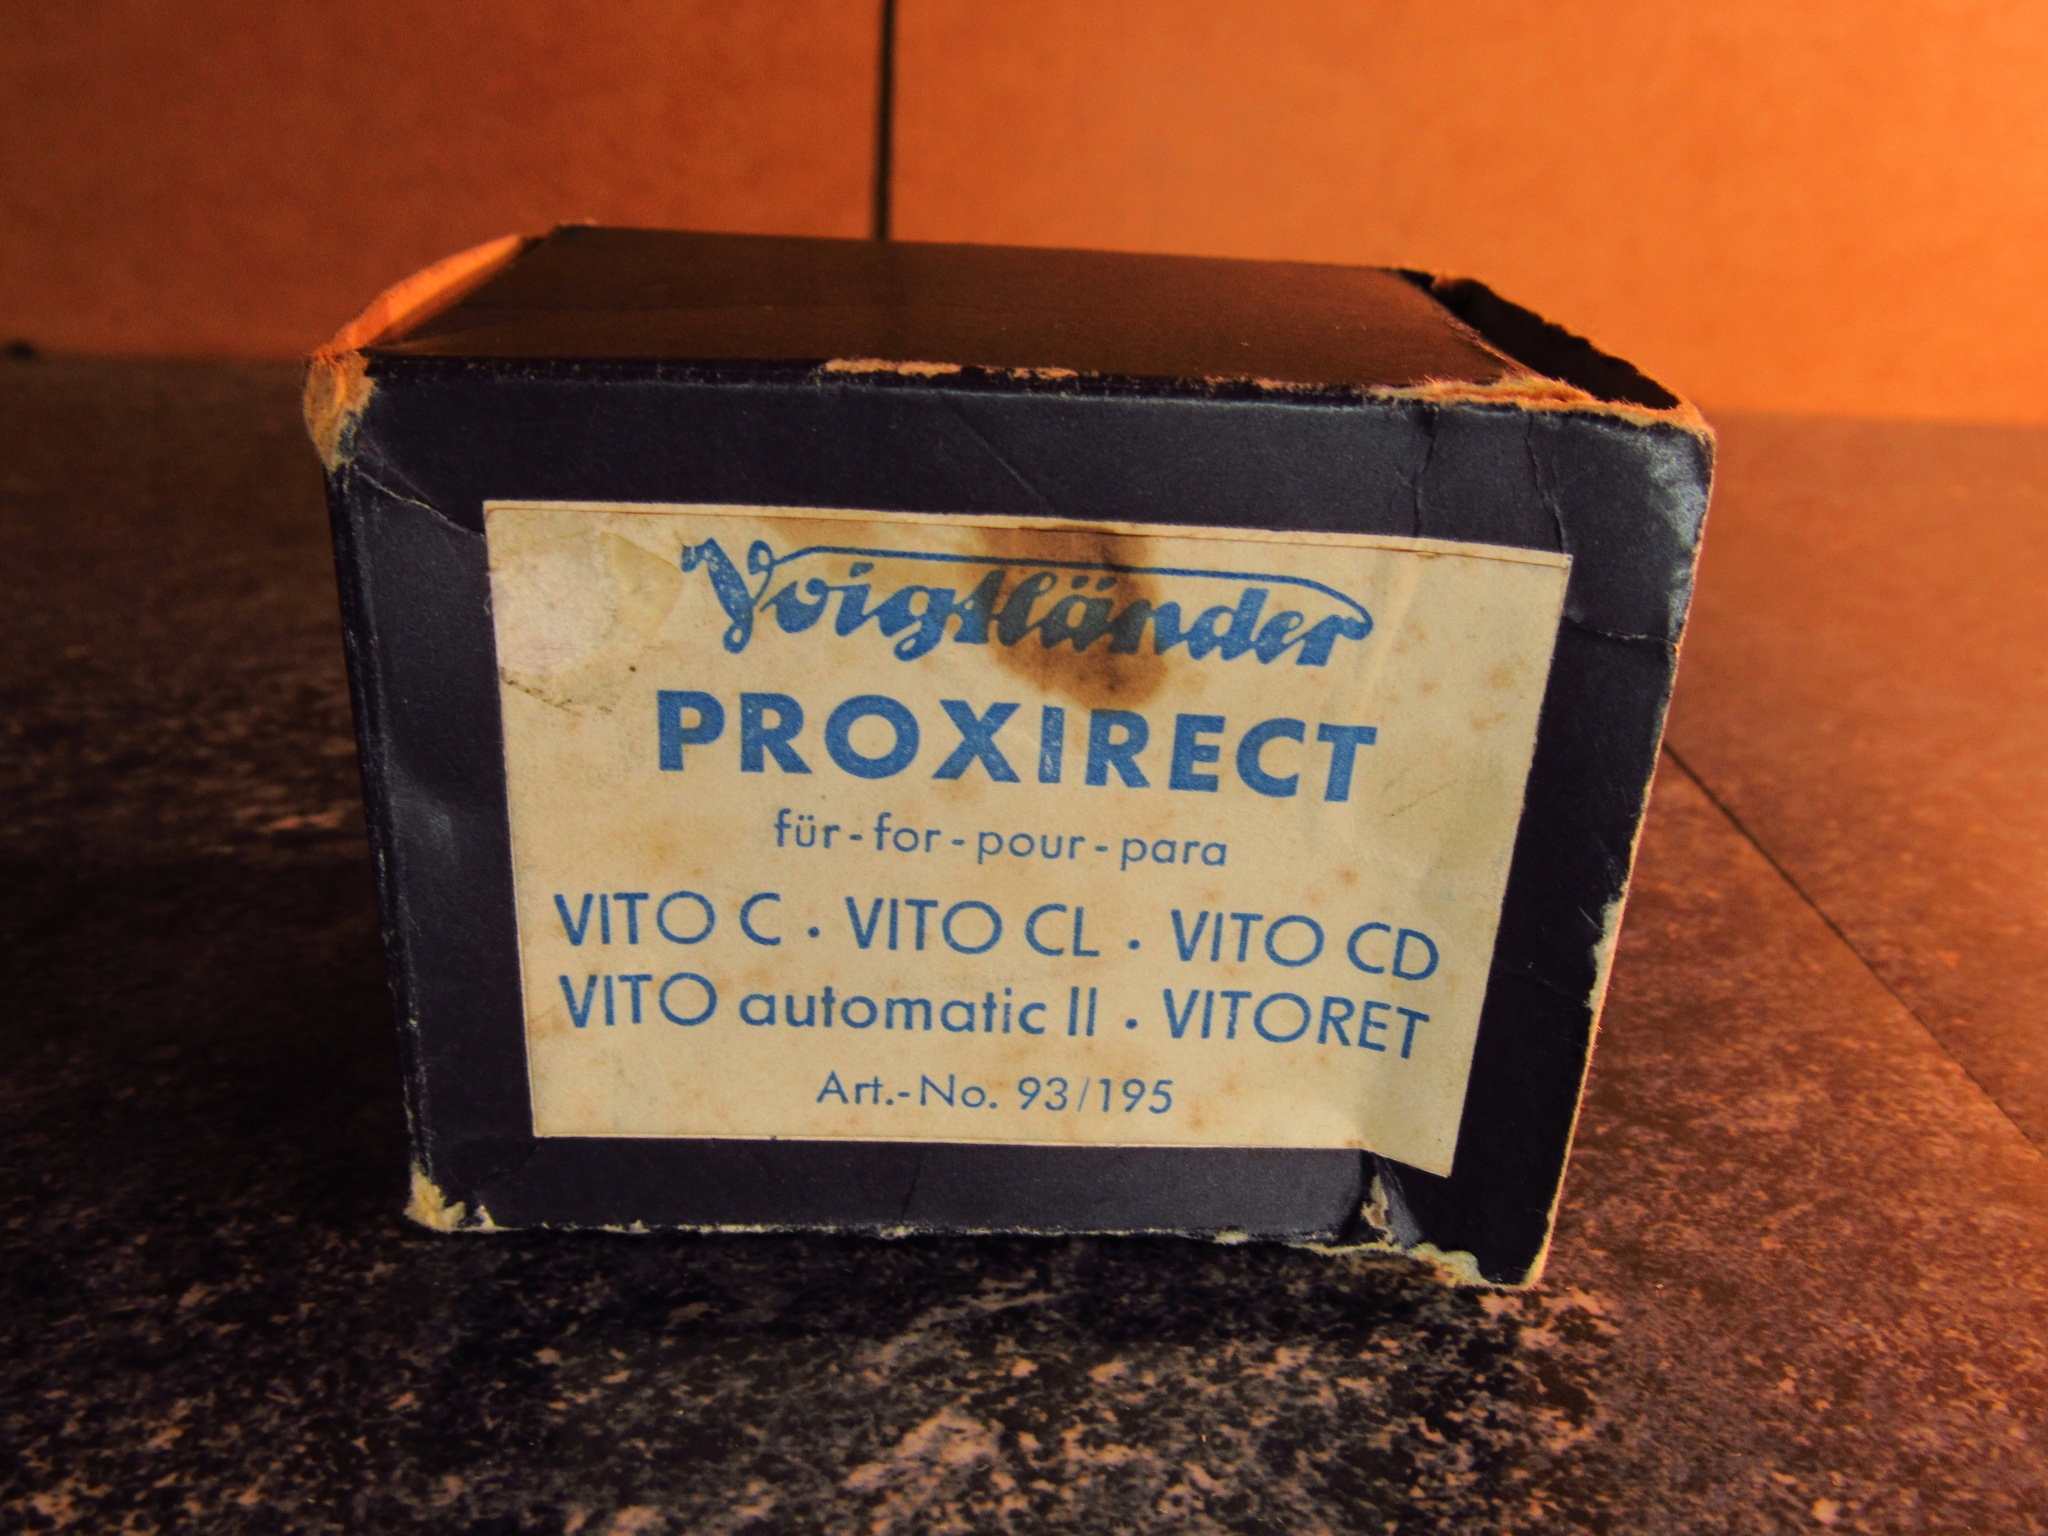 Voigtländer
PROXIRECT
für - for - pour - para
VITO C · VITO CL · VITO CD
VITO automatic II · VITORET
Art.-No. 93/195